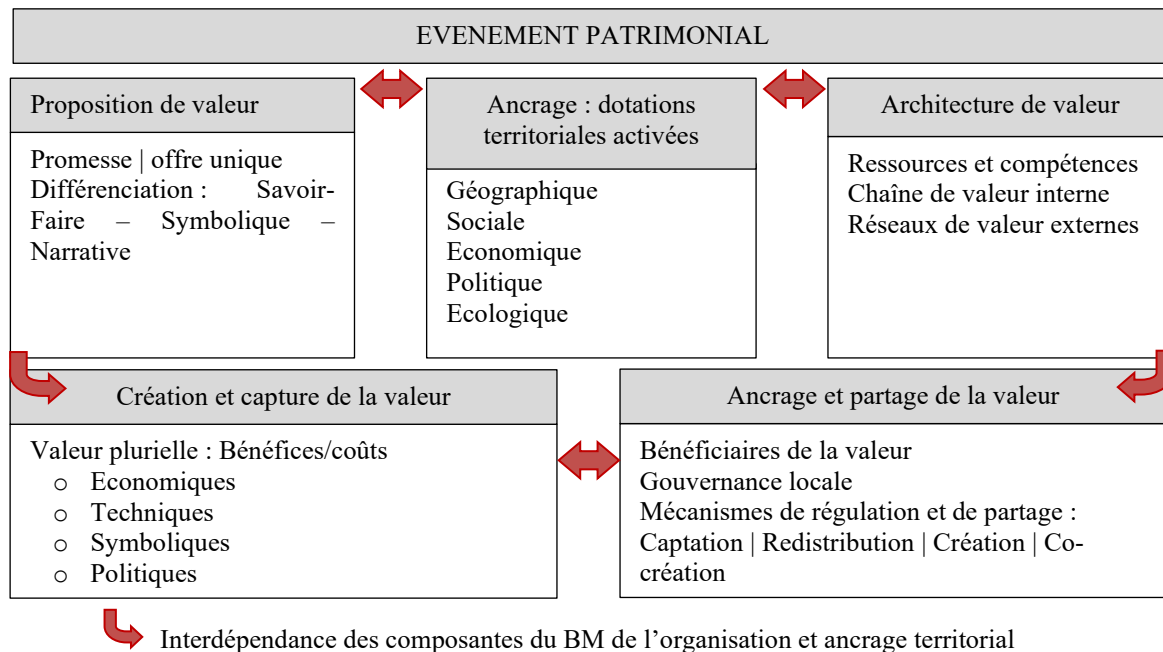 EVENEMENT PATRIMONIAL
Proposition de valeur
Promesse | offre unique
Différenciation : Savoir-
Faire – Symbolique –
Narrative
Ancrage : dotations
territoriales activées
Géographique
Sociale
Economique
Politique
Ecologique
Architecture de valeur
Ressources et compétences
Chaîne de valeur interne
Réseaux de valeur externes
Création et capture de la valeur
Valeur plurielle : Bénéfices/coûts
o Economiques
o Techniques
o Symboliques
o Politiques
Ancrage et partage de la valeur
Bénéficiaires de la valeur
Gouvernance locale
Mécanismes de régulation et de partage :
Captation | Redistribution | Création | Co-
création
Interdépendance des composantes du BM de l’organisation et ancrage territorial